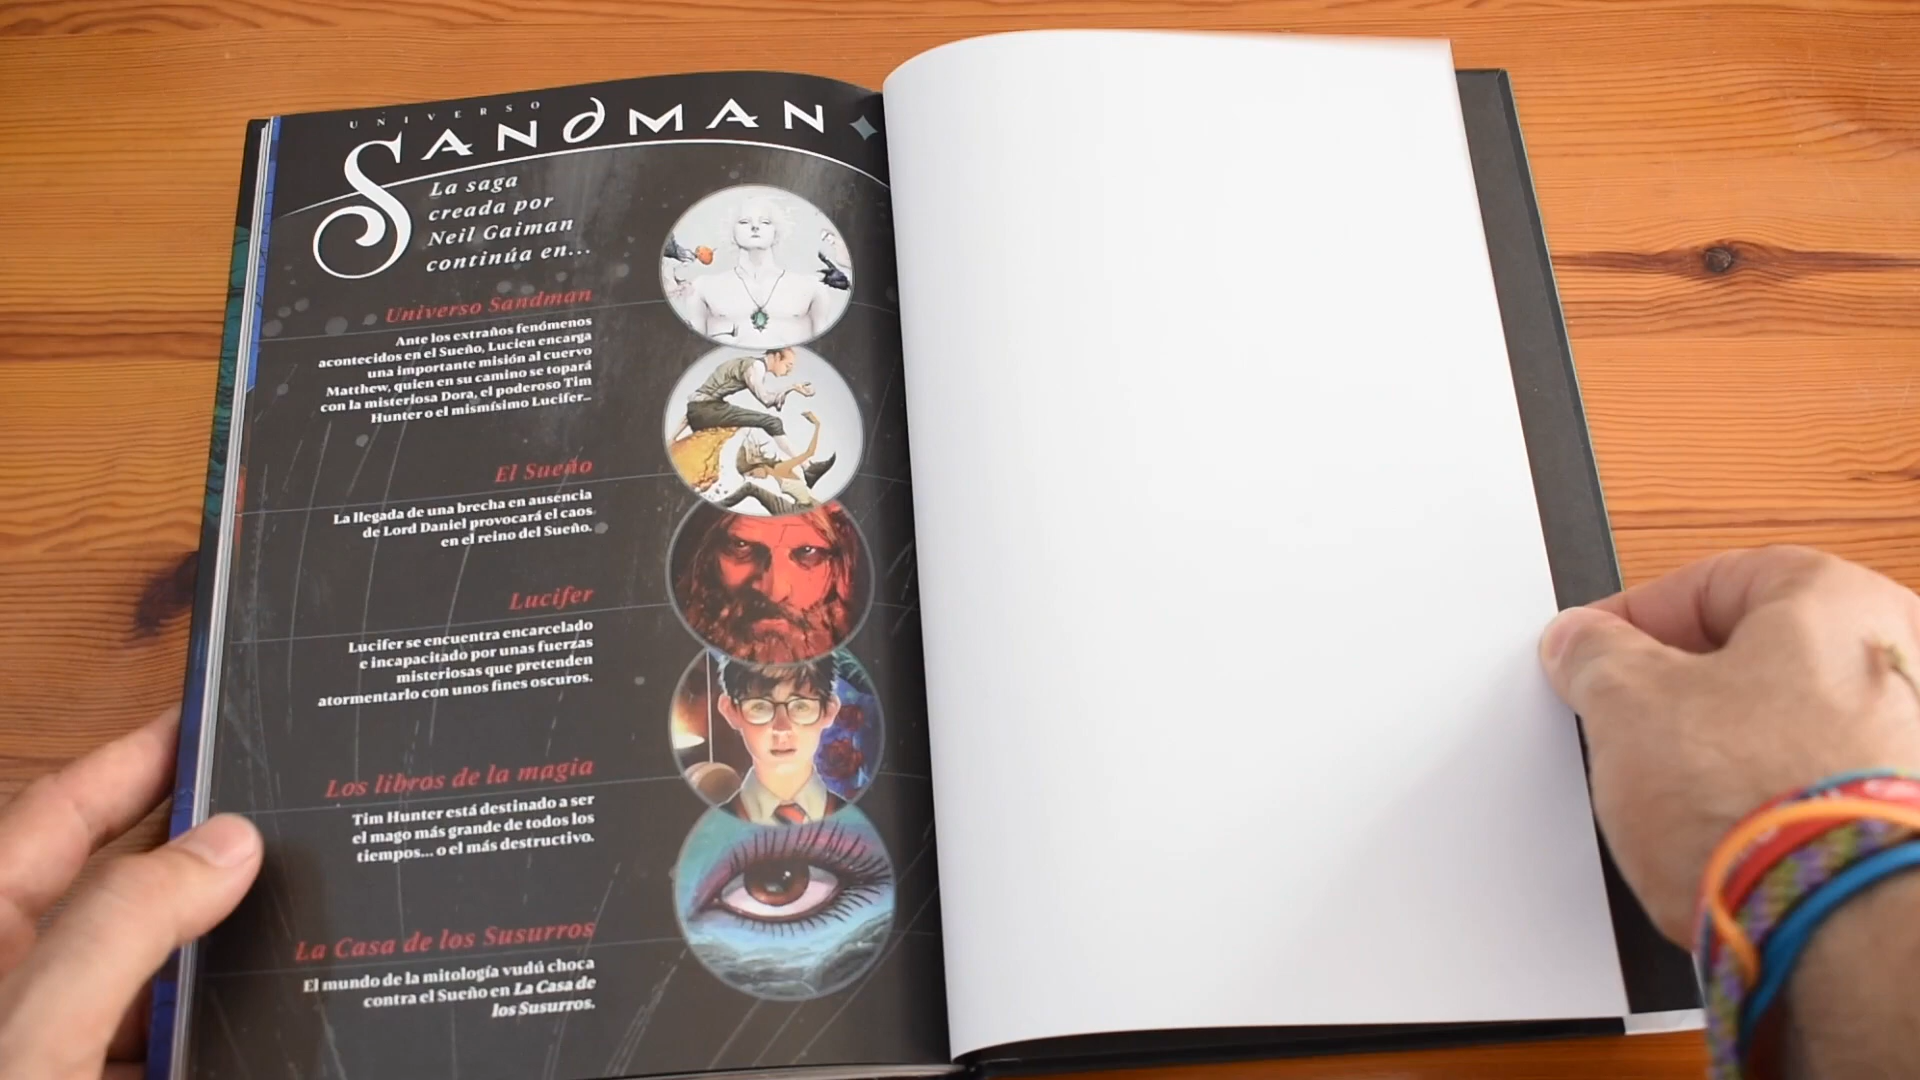 UNIVERSO
SANDMAN
La saga
creada por
Neil Gaiman
continúa en...
Universo Sandman
Ante los extraños fenómenos
acontecidos en el Sueño, Lucien encarga
una importante misión al cuervo
Matthew, quien en su camino se topará
con la misteriosa Dora, el poderoso Tim
Hunter o el mismísimo Lucifer...
El Sueño
La llegada de una brecha en ausencia
de Lord Daniel provocará el caos
en el reino del Sueño.
Lucifer
Lucifer se encuentra encarcelado
e incapacitado por unas fuerzas
misteriosas que pretenden
atormentarlo con unos fines oscuros.
Los libros de la magia
Tim Hunter está destinado a ser
el mago más grande de todos los
tiempos... o el más destructivo.
La Casa de los Susurros
El mundo de la mitología vudú choca
contra el Sueño en La Casa de
los Susurros.